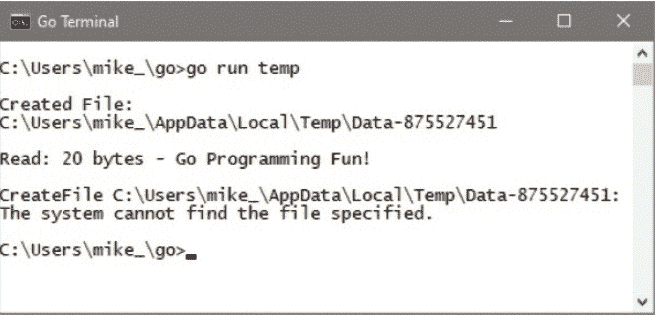 Go Terminal
C:\Users\mike_\go>go run temp
Created File:
C:\Users\mike_\AppData\Local\Temp\Data-875527451
Read: 20 bytes - Go Programming Fun!
CreateFile C:\Users\mike_\AppData\Local\Temp\Data-875527451:
The system cannot find the file specified.
C:\Users\mike_\go>